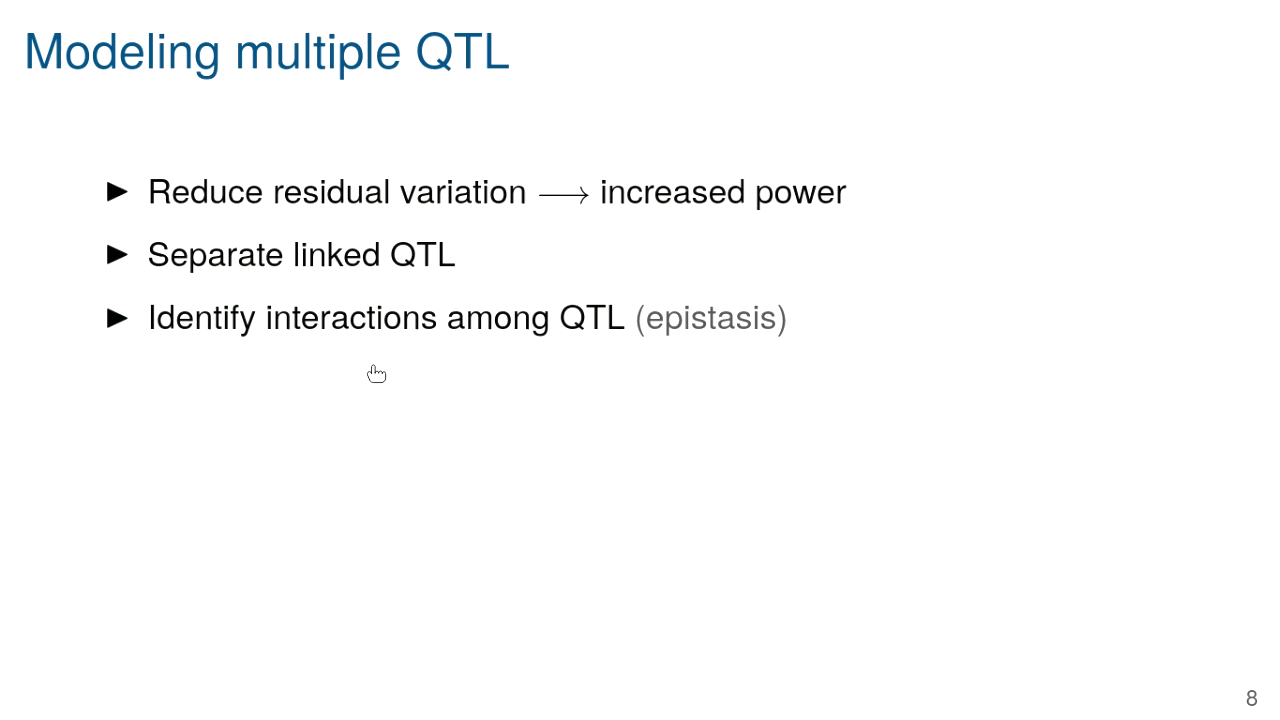 Modeling multiple QTL
▶ Reduce residual variation ⟶ increased power
▶ Separate linked QTL
▶ Identify interactions among QTL (epistasis)
8